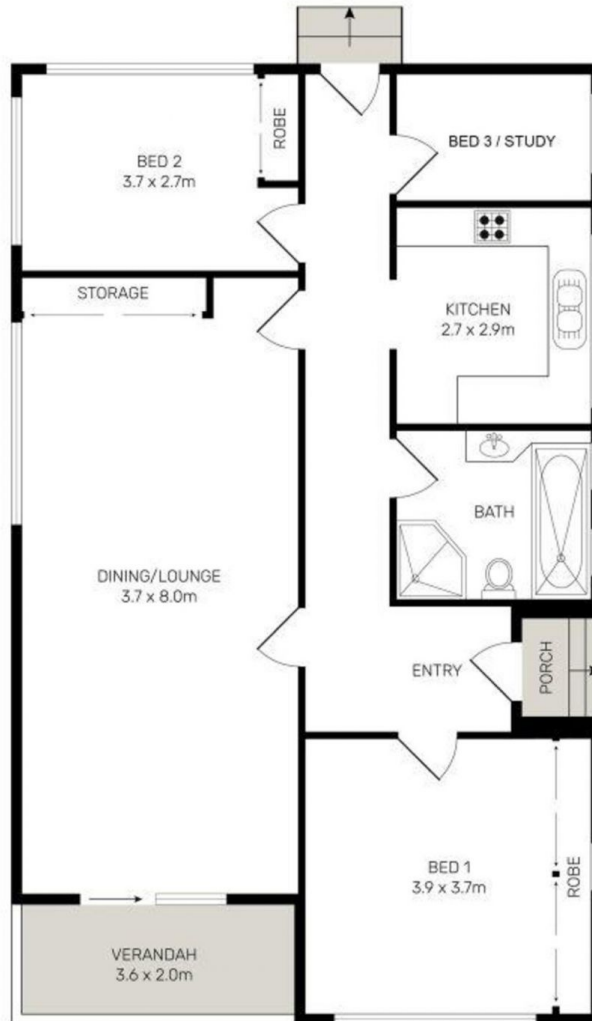 BED 2
3.7 x 2.7m
ROBE
BED 3 / STUDY
STORAGE
KITCHEN
2.7 x 2.9m
BATH
DINING/LOUNGE
3.7 x 8.0m
ENTRY
PORCH
BED 1
3.9 x 3.7m
ROBE
VERANDAH
3.6 x 2.0m